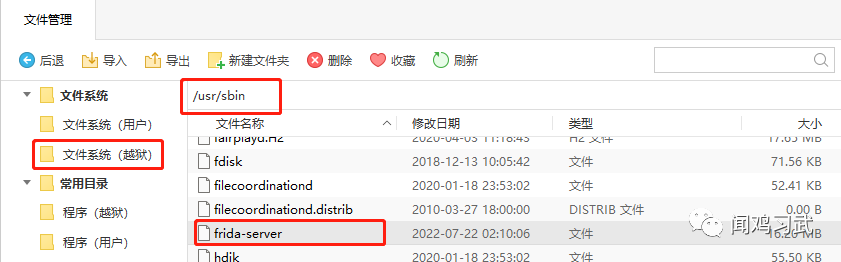 文件管理
后退 导入 导出 新建文件夹 删除 收藏 刷新
文件系统
文件系统（用户）
文件系统（越狱）
常用目录
程序（越狱）
程序（用户）
/usr/sbin
文件名称 修改日期 类型 大小
fairplayd.H2 2020-04-03 11:18:43 H2 文件 17.65 MB
fdisk 2018-12-13 10:05:42 文件 71.56 KB
filecoordinationd 2020-01-18 23:53:02 文件 52.41 KB
filecoordinationd.distrib 2010-03-27 18:00:00 DISTRIB 文件 0.00 B
frida-server 2022-07-22 02:10:06 文件 16.20 MB
hdik 2020-01-18 23:53:02 文件 55.50 KB
闻鸡习武